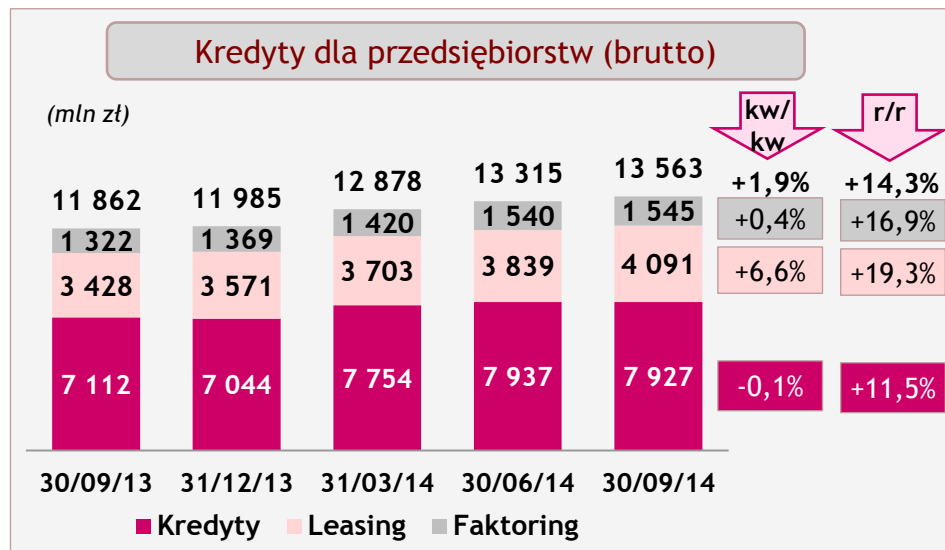 Kredyty dla przedsiębiorstw (brutto)
(mln zł)
kw/
kw
r/r
11 862 11 985 12 878 13 315 13 563 +1,9% +14,3%
1 322 1 369 1 420 1 540 1 545 +0,4% +16,9%
3 428 3 571 3 703 3 839 4 091 +6,6% +19,3%
7 112 7 044 7 754 7 937 7 927 -0,1% +11,5%
30/09/13 31/12/13 31/03/14 30/06/14 30/09/14
Kredyty Leasing Faktoring